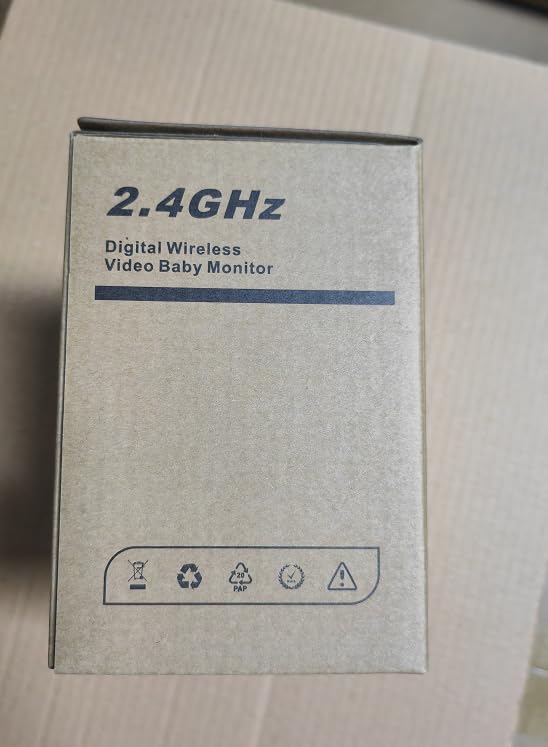 2.4GHz
Digital Wireless
Video Baby Monitor
20
PAP